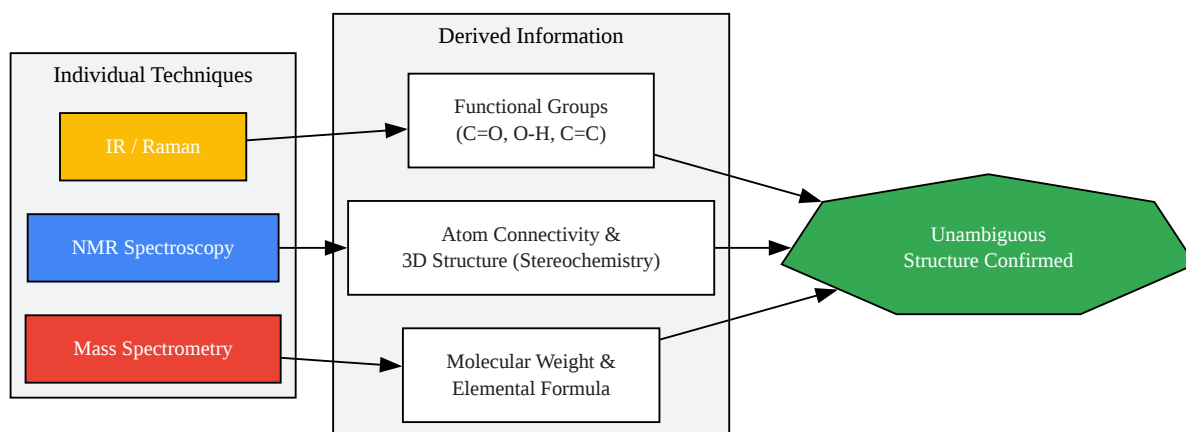 Individual Techniques
IR / Raman
NMR Spectroscopy
Mass Spectrometry
Derived Information
Functional Groups
(C=O, O-H, C=C)
Atom Connectivity &
3D Structure (Stereochemistry)
Molecular Weight &
Elemental Formula
Unambiguous
Structure Confirmed